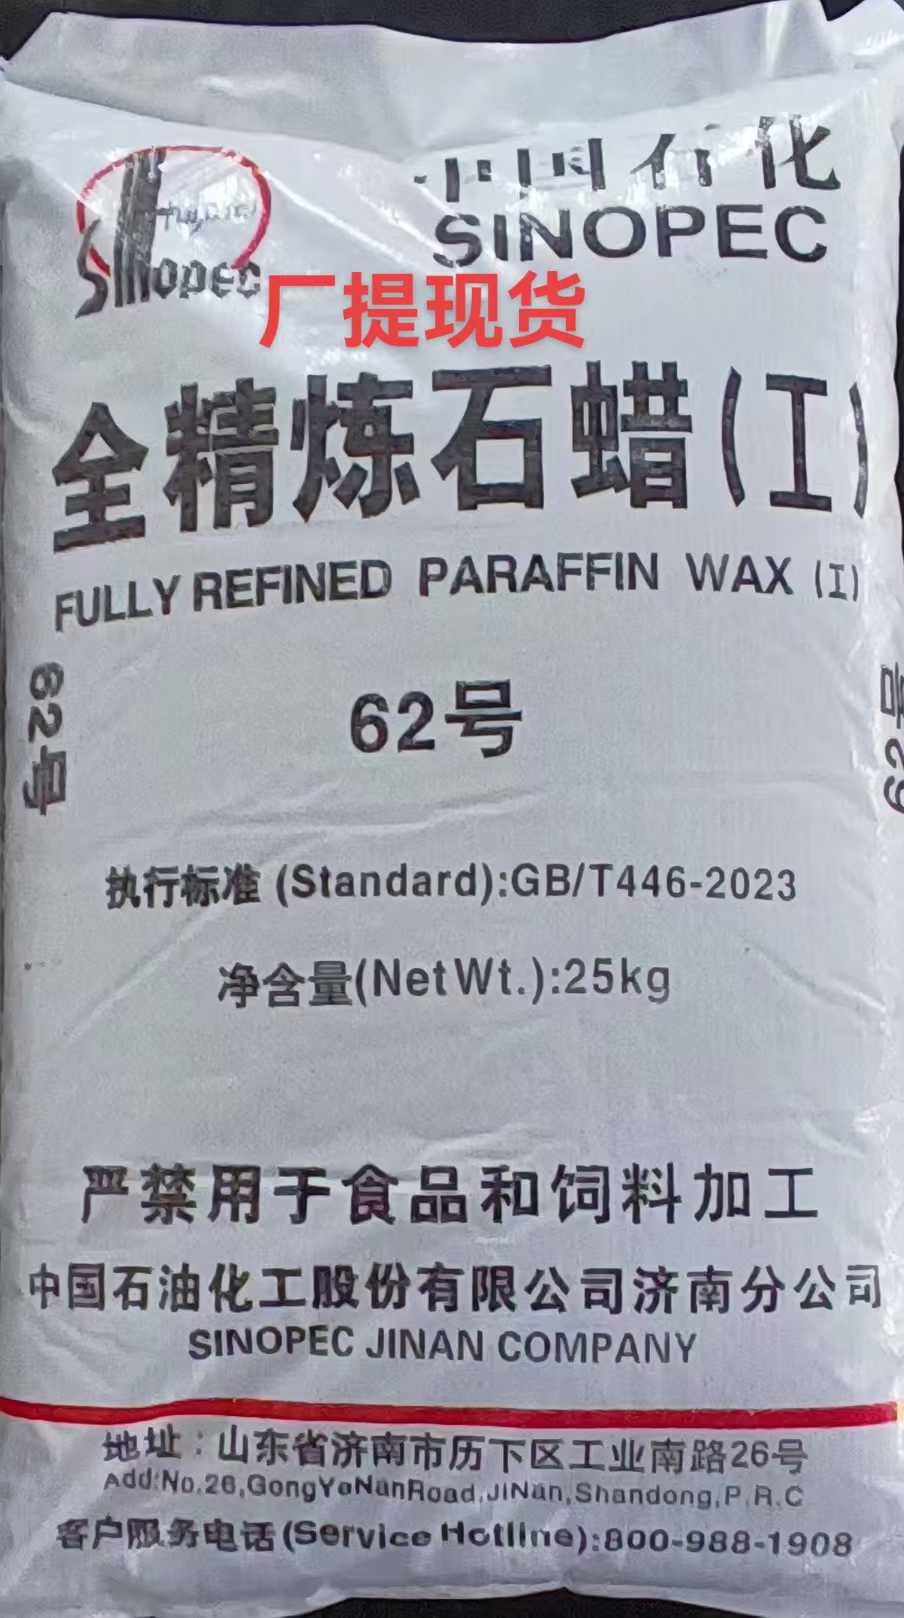 中国石化
SINOPEC
Sinopec
厂提现货
全精炼石蜡(I)
FULLY REFINED PARAFFIN WAX (I)
62号
62号
62号
执行标准 (Standard):GB/T446-2023
净含量(Net Wt.):25kg
严禁用于食品和饲料加工
中国石油化工股份有限公司济南分公司
SINOPEC JINAN COMPANY
地址:山东省济南市历下区工业南路26号
Add:No.26,GongYeNanRoad,JiNan,Shandong,P.R.C
客户服务电话(Service Hotline):800-988-1908